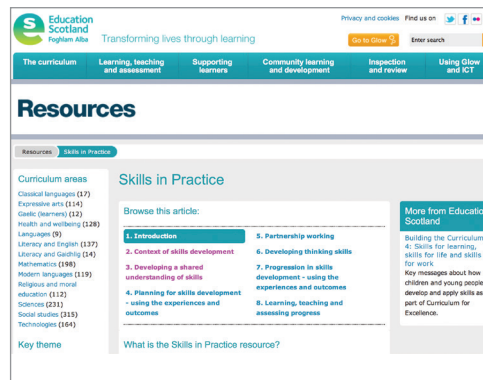 Education
Scotland
Foghlam Alba
Transforming lives through learning
Privacy and cookies Find us on
Go to Glow
Enter search
The curriculum
Learning, teaching
and assessment
Supporting
learners
Community learning
and development
Inspection
and review
Using Glow
and ICT
Resources
Resources
Skills in Practice
Curriculum areas
Classical languages (17)
Expressive arts (114)
Gaelic (learners) (12)
Health and wellbeing (128)
Languages (9)
Literacy and English (137)
Literacy and Gàidhlig (14)
Mathematics (198)
Modern languages (119)
Religious and moral
education (112)
Sciences (231)
Social studies (315)
Technologies (164)
Key theme
Skills in Practice
Browse this article:
1. Introduction
2. Context of skills development
3. Developing a shared
understanding of skills
4. Planning for skills development
- using the experiences and
outcomes
5. Partnership working
6. Developing thinking skills
7. Progression in skills
development - using the
experiences and outcomes
8. Learning, teaching and
assessing progress
What is the Skills in Practice resource?
More from Educatio
Scotland
Building the Curriculum
4: Skills for learning,
skills for life and skills
for work
Key messages about how
children and young people
develop and apply skills as
part of Curriculum for
Excellence.